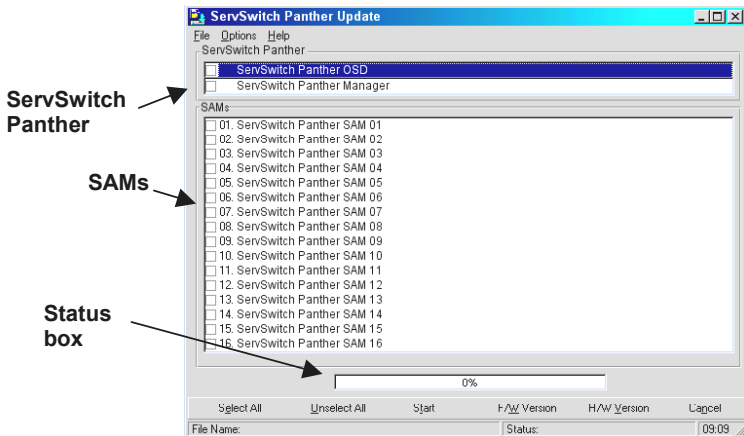 ServSwitch Panther Update
File Options Help
ServSwitch Panther
ServSwitch Panther OSD
ServSwitch Panther Manager
ServSwitch
Panther
SAMs
01. ServSwitch Panther SAM 01
02. ServSwitch Panther SAM 02
03. ServSwitch Panther SAM 03
04. ServSwitch Panther SAM 04
05. ServSwitch Panther SAM 05
06. ServSwitch Panther SAM 06
07. ServSwitch Panther SAM 07
08. ServSwitch Panther SAM 08
09. ServSwitch Panther SAM 09
10. ServSwitch Panther SAM 10
11. ServSwitch Panther SAM 11
12. ServSwitch Panther SAM 12
13. ServSwitch Panther SAM 13
14. ServSwitch Panther SAM 14
15. ServSwitch Panther SAM 15
16. ServSwitch Panther SAM 16
SAMs
Status
box
0%
Select All Unselect All Start F/W Version H/W Version Cancel
File Name: Status: 09:09